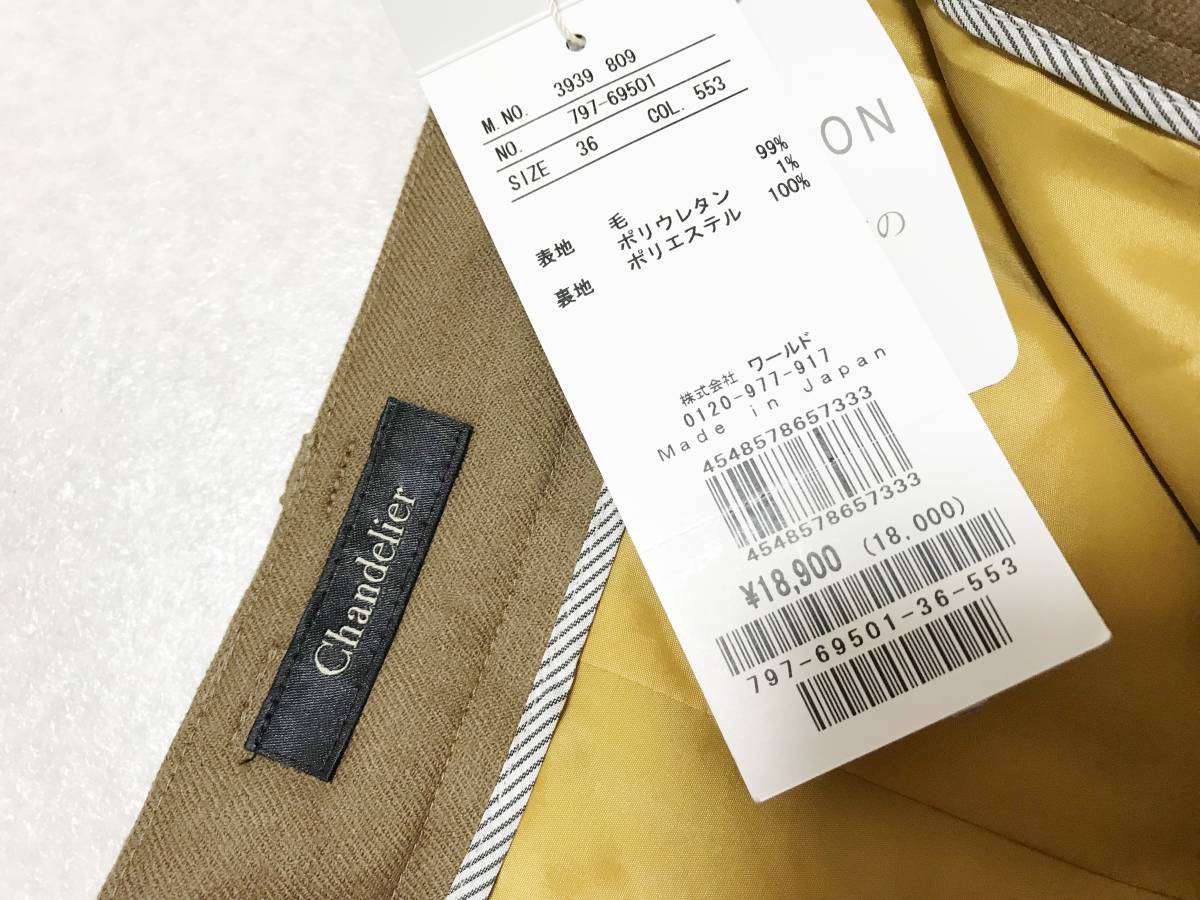 M.NO. 3939 809
NO. 797-69501
SIZE 36 COL. 553
表地 毛 99%
ポリウレタン 1%
裏地 ポリエステル 100%
株式会社 ワールド
0120-977-917
Made in Japan
4548578657333
4548578657333
¥18,900 (18,000)
797-69501-36-553
ON
の
Chandelier